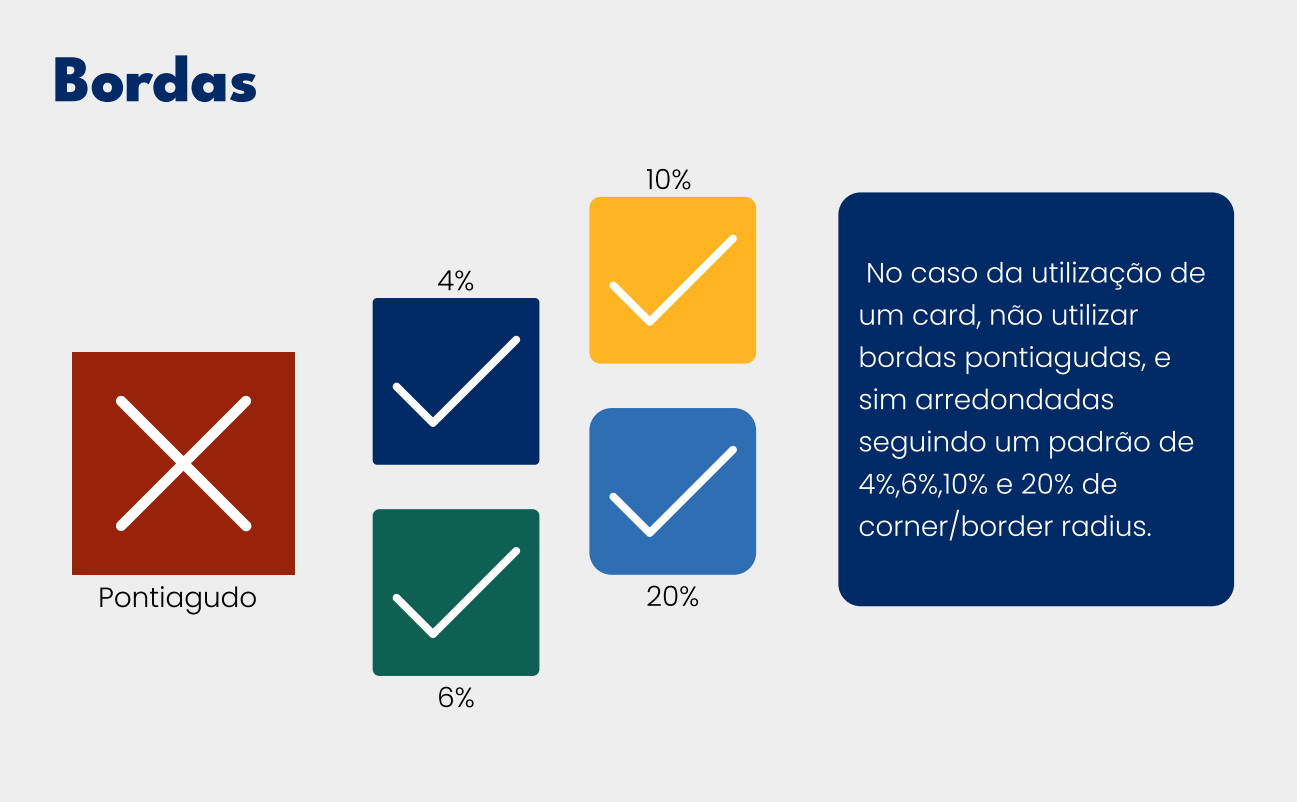 Bordas
10%
4%
Pontiagudo
6%
20%
No caso da utilização de
um card, não utilizar
bordas pontiagudas, e
sim arredondadas
seguindo um padrão de
4%,6%,10% e 20% de
corner/border radius.